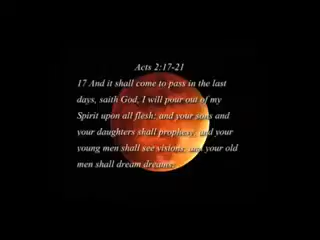 Acts 2:17-21
17 And it shall come to pass in the last
days, saith God, I will pour out of my
Spirit upon all flesh: and your sons and
your daughters shall prophesy, and your
young men shall see visions, and your old
men shall dream dreams: